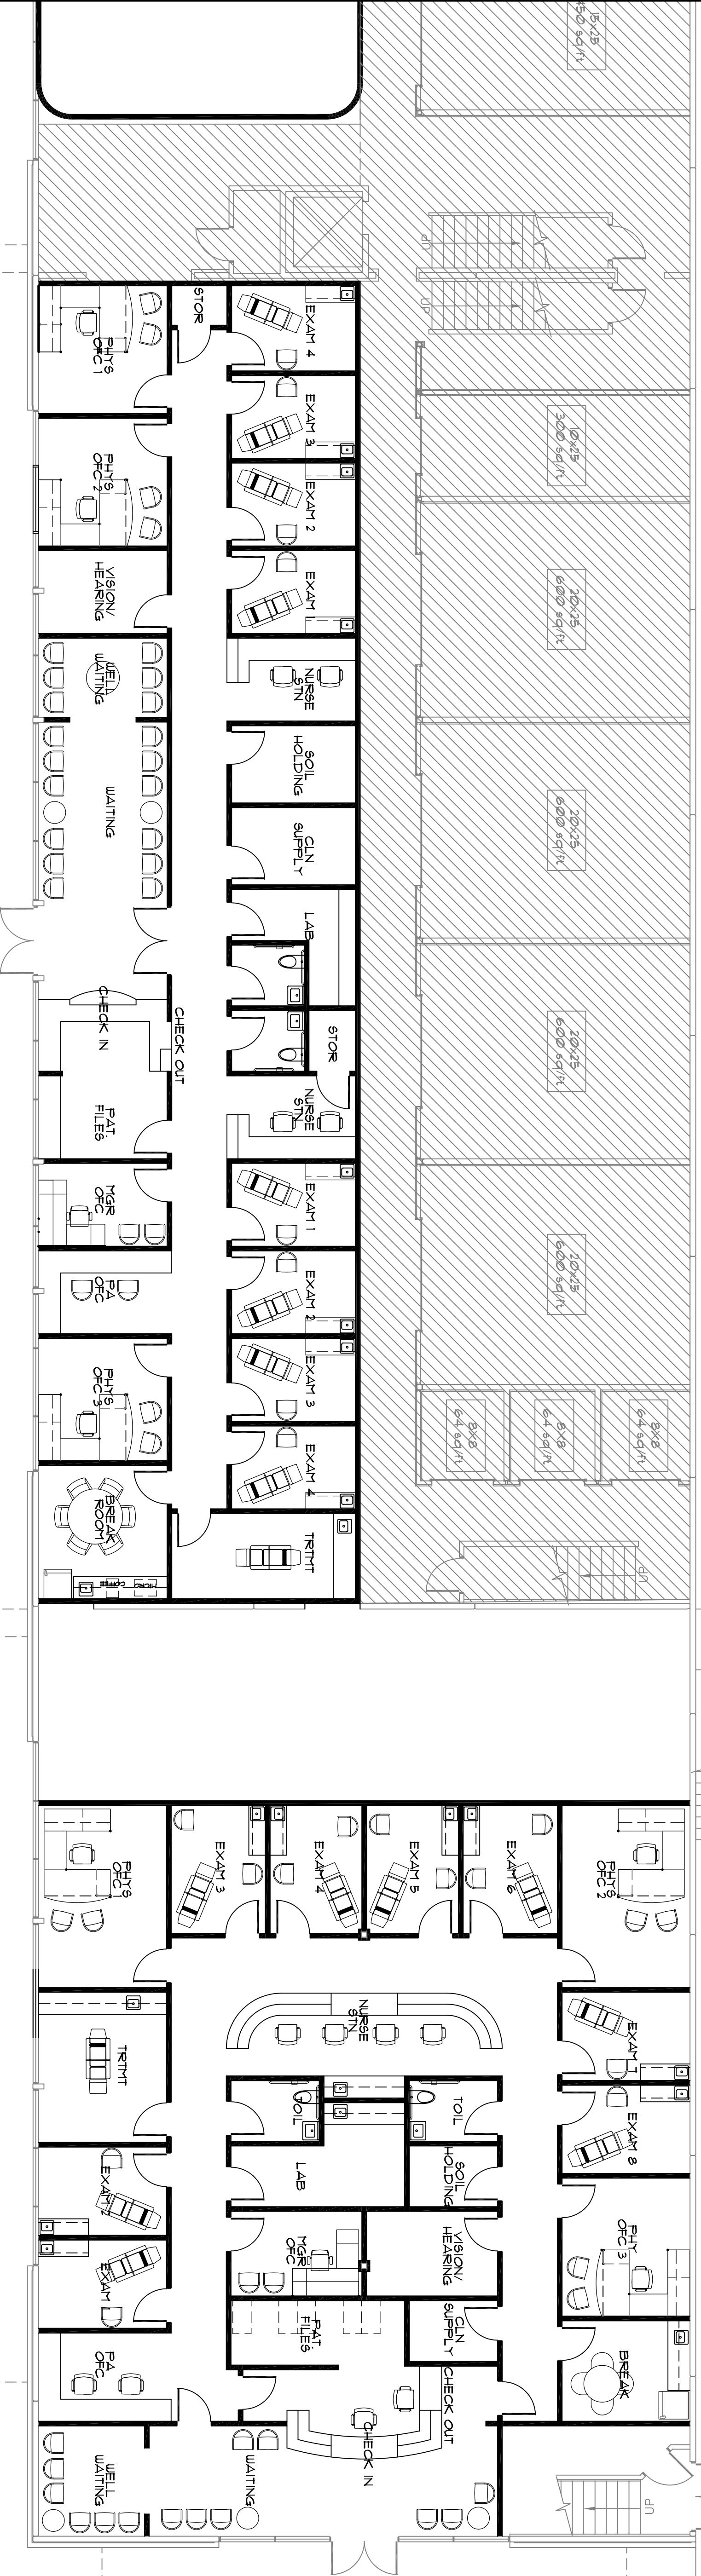 15x25
450 sq/ft
UP
UP
STOR
EXAM 4
PHYS
OFC 1
EXAM 3
10x25
300 sq/ft
PHYS
OFC 2
EXAM 2
VISION/
HEARING
EXAM 1
20x25
600 sq/ft
WELL
WAITING
NURSE
STN
SOIL
HOLDING
WAITING
CLN
SUPPLY
20x25
600 sq/ft
LAB
CHECK IN
CHECK OUT
STOR
20x25
600 sq/ft
PAT.
FILES
NURSE
STN
MGR
OFC
EXAM 1
PA
OFC
EXAM 2
20x25
600 sq/ft
PHYS
OFC 3
EXAM 3
8X8
64 sq/ft
8X8
64 sq/ft
8X8
64 sq/ft
EXAM 4
BREAK
ROOM
TRTMT
COFFEE
MICRO
UP
PHYS
OFC 1
EXAM 3
EXAM 4
EXAM 5
EXAM 6
PHYS
OFC 2
NURSE
STN
TRTMT
EXAM 7
TOIL
TOIL
EXAM 8
EXAM 2
LAB
SOIL
HOLDING
EXAM 1
MGR
OFC
VISION/
HEARING
PHY
OFC 3
PAT.
FILES
CLN
SUPPLY
PA
OFC
CHECK OUT
BREAK
CHECK IN
WELL
WAITING
WAITING
UP